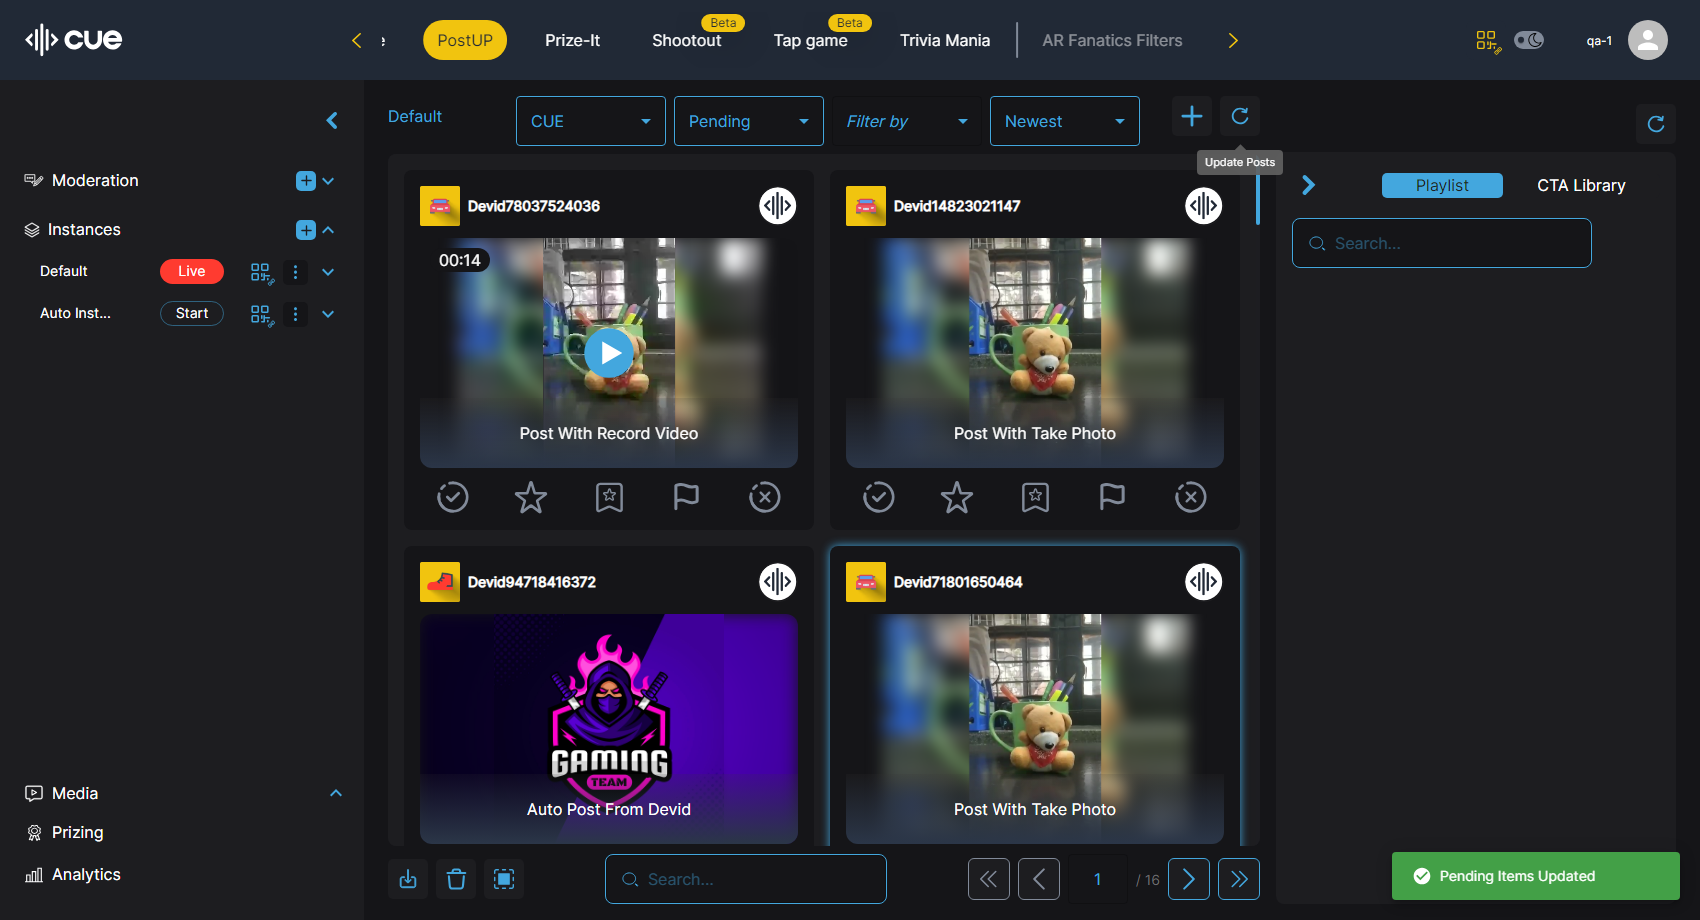 cue
e
PostUP
Prize-It
Shootout
Beta
Tap game
Beta
Trivia Mania
AR Fanatics Filters
qa-1
Default
CUE
Pending
Filter by
Newest
Update Posts
Moderation
Instances
Default
Live
Auto Inst...
Start
Devid78037524036
00:14
Post With Record Video
Devid14823021147
Post With Take Photo
Devid94718416372
GAMING
TEAM
Auto Post From Devid
Devid71801650464
Post With Take Photo
Playlist
CTA Library
Search...
Media
Prizing
Analytics
Search...
1
/ 16
Pending Items Updated